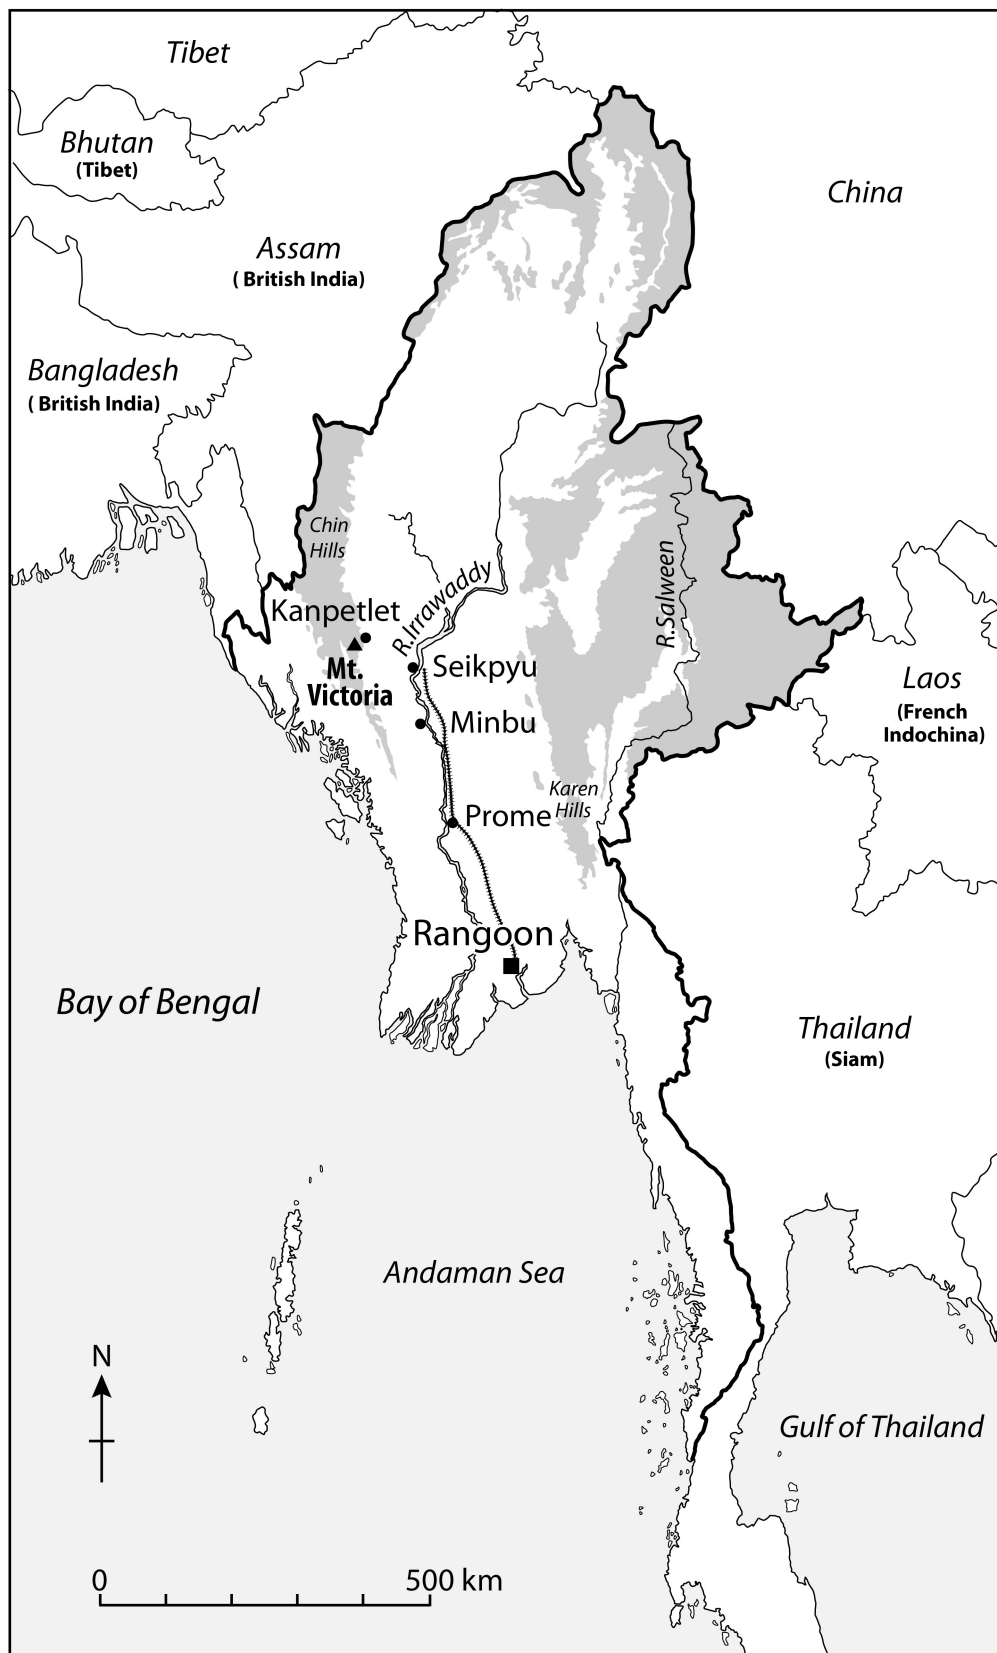 Tibet
Bhutan
(Tibet)
China
Assam
( British India)
Bangladesh
( British India)
Chin
Hills
R.Irrawaddy
R.Salween
Kanpetlet
Mt.
Victoria
Seikpyu
Laos
(French
Indochina)
Minbu
Karen
Hills
Prome
Rangoon
Bay of Bengal
Thailand
(Siam)
Andaman Sea
N
Gulf of Thailand
0
500 km